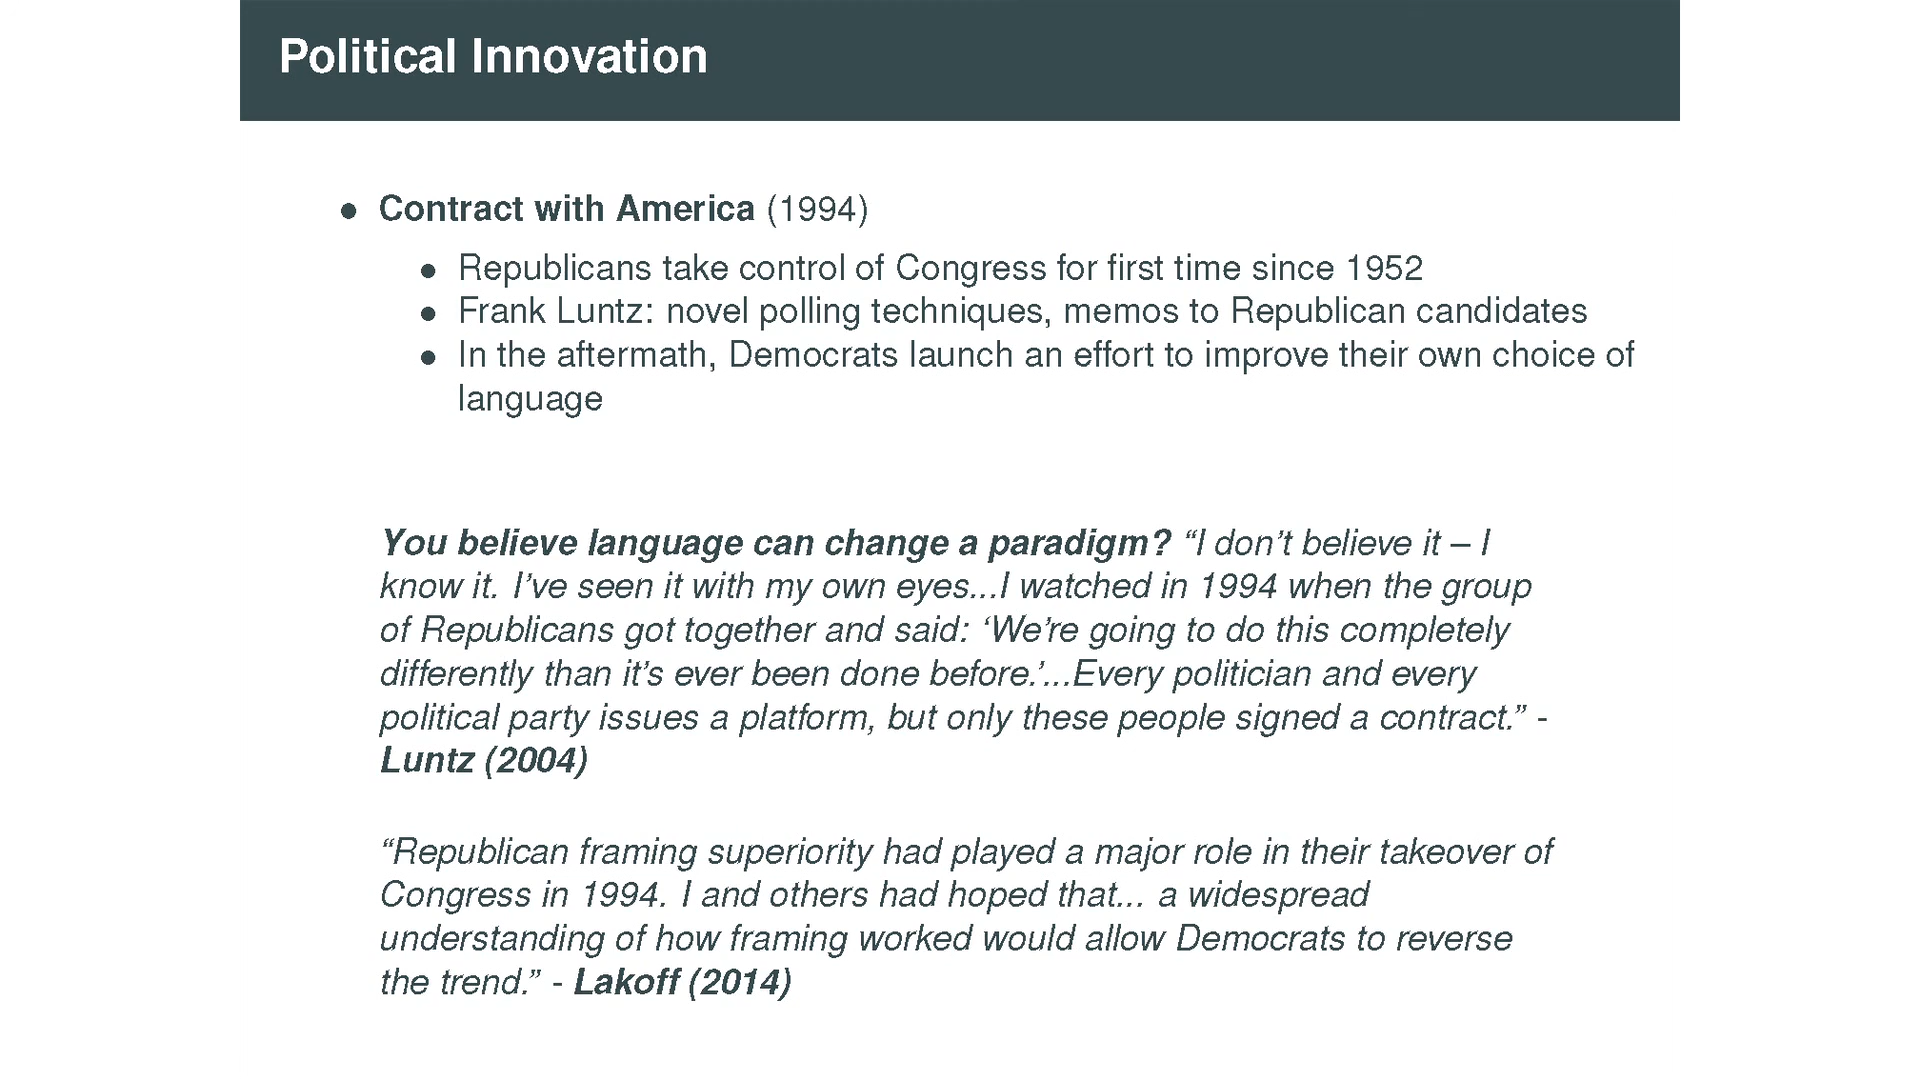 Political Innovation
• Contract with America (1994)
• Republicans take control of Congress for first time since 1952
• Frank Luntz: novel polling techniques, memos to Republican candidates
• In the aftermath, Democrats launch an effort to improve their own choice of
language
You believe language can change a paradigm? “I don’t believe it – I
know it. I’ve seen it with my own eyes...I watched in 1994 when the group
of Republicans got together and said: ‘We’re going to do this completely
differently than it’s ever been done before.’...Every politician and every
political party issues a platform, but only these people signed a contract.” -
Luntz (2004)
“Republican framing superiority had played a major role in their takeover of
Congress in 1994. I and others had hoped that... a widespread
understanding of how framing worked would allow Democrats to reverse
the trend.” - Lakoff (2014)